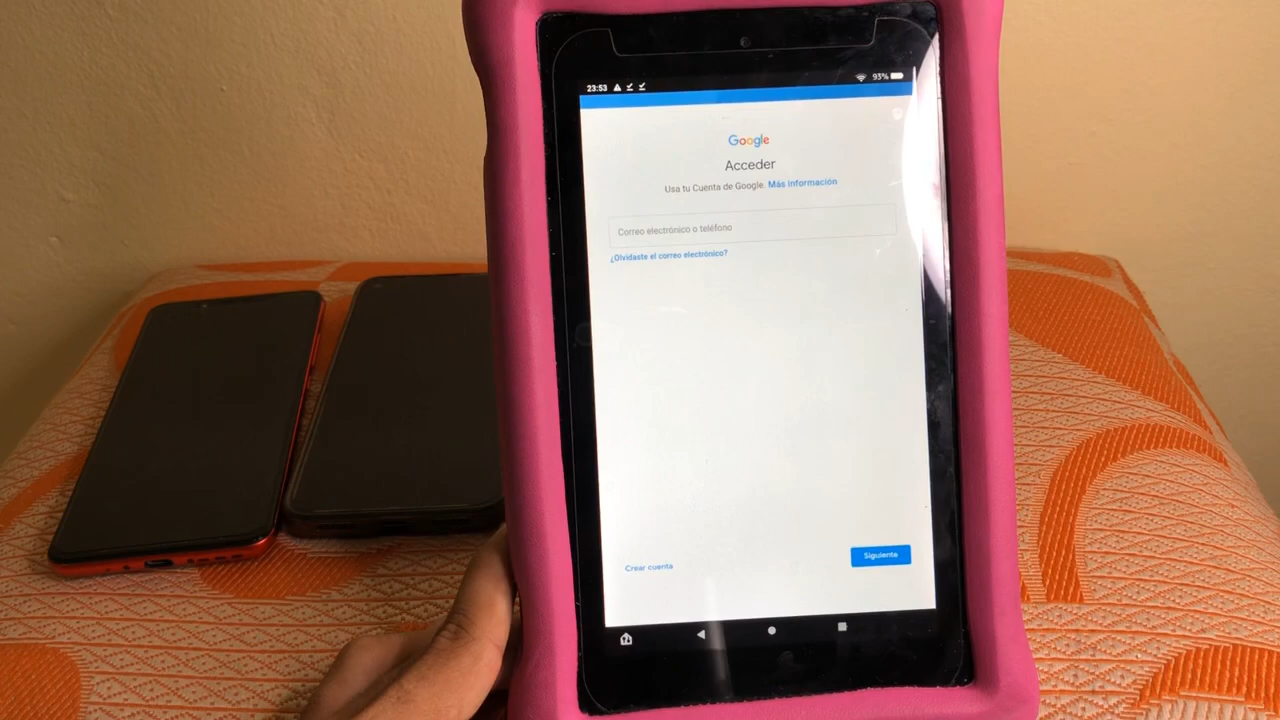 23:53
93%
Google
Acceder
Usa tu Cuenta de Google. Más información
Correo electrónico o teléfono
¿Olvidaste el correo electrónico?
Crear cuenta
Siguiente